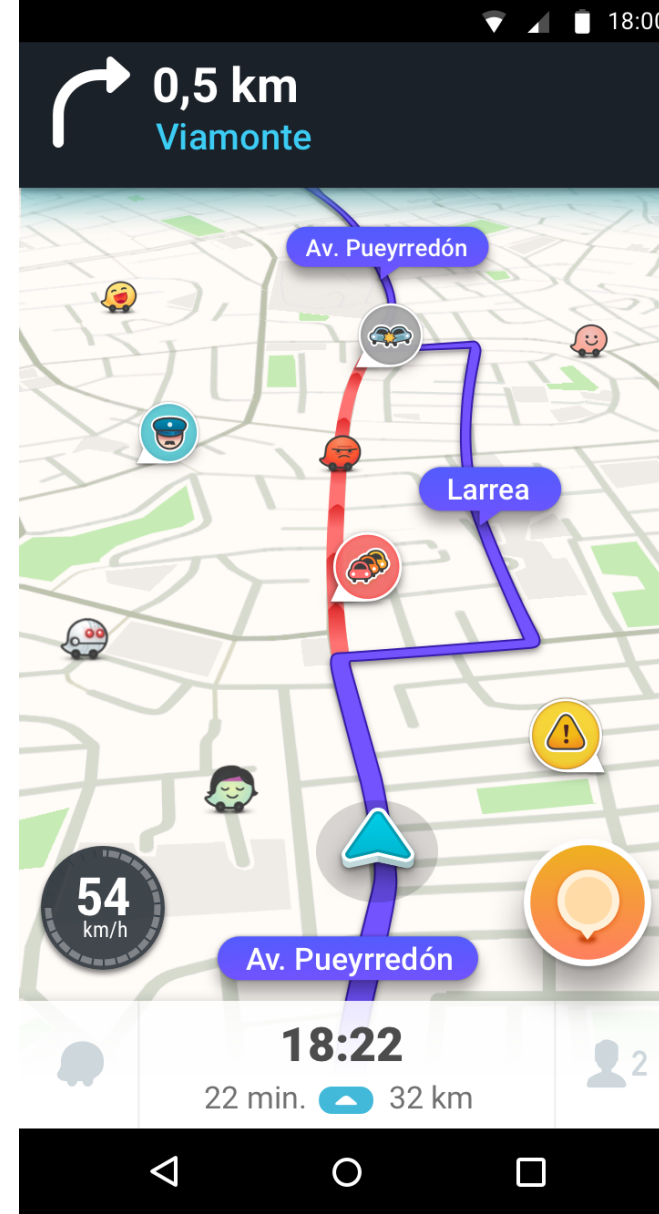 18:00
0,5 km
Viamonte
Av. Pueyrredón
Larrea
!
54
km/h
Av. Pueyrredón
18:22
2
22 min. 32 km